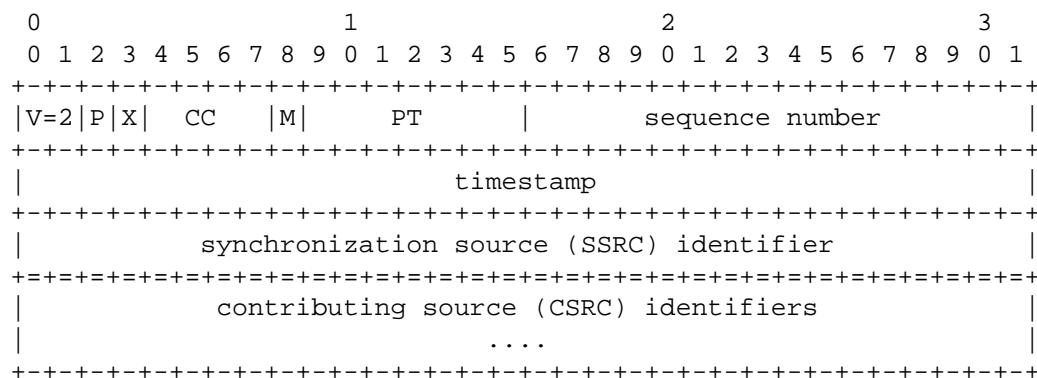 0                   1                   2                   3
 0 1 2 3 4 5 6 7 8 9 0 1 2 3 4 5 6 7 8 9 0 1 2 3 4 5 6 7 8 9 0 1
+-+-+-+-+-+-+-+-+-+-+-+-+-+-+-+-+-+-+-+-+-+-+-+-+-+-+-+-+-+-+-+-+
|V=2|P|X|  CC   |M|     PT      |       sequence number         |
+-+-+-+-+-+-+-+-+-+-+-+-+-+-+-+-+-+-+-+-+-+-+-+-+-+-+-+-+-+-+-+-+
|                           timestamp                           |
+-+-+-+-+-+-+-+-+-+-+-+-+-+-+-+-+-+-+-+-+-+-+-+-+-+-+-+-+-+-+-+-+
|           synchronization source (SSRC) identifier            |
+=+=+=+=+=+=+=+=+=+=+=+=+=+=+=+=+=+=+=+=+=+=+=+=+=+=+=+=+=+=+=+=+
|            contributing source (CSRC) identifiers             |
|                             ....                              |
+-+-+-+-+-+-+-+-+-+-+-+-+-+-+-+-+-+-+-+-+-+-+-+-+-+-+-+-+-+-+-+-+